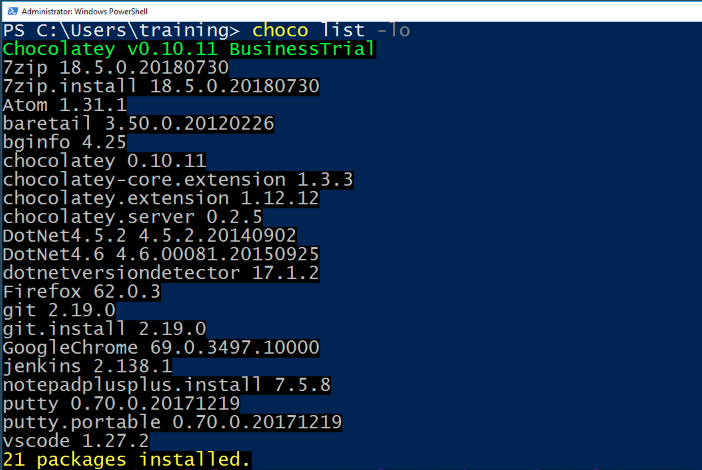 Administrator: Windows PowerShell
PS C:\Users\training> choco list -lo
Chocolatey v0.10.11 BusinessTrial
7zip 18.5.0.20180730
7zip.install 18.5.0.20180730
Atom 1.31.1
baretail 3.50.0.20120226
bginfo 4.25
chocolatey 0.10.11
chocolatey-core.extension 1.3.3
chocolatey.extension 1.12.12
chocolatey.server 0.2.5
DotNet4.5.2 4.5.2.20140902
DotNet4.6 4.6.00081.20150925
dotnetversiondetector 17.1.2
Firefox 62.0.3
git 2.19.0
git.install 2.19.0
GoogleChrome 69.0.3497.10000
jenkins 2.138.1
notepadplusplus.install 7.5.8
putty 0.70.0.20171219
putty.portable 0.70.0.20171219
vscode 1.27.2
21 packages installed.